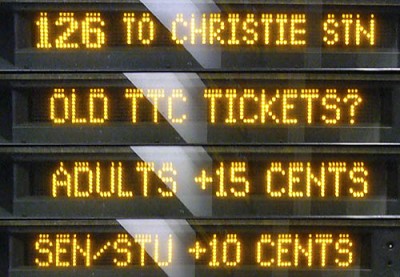 126 TO CHRISTIE STN
OLD TTC TICKETS?
ADULTS +15 CENTS
SEN/STU +10 CENTS